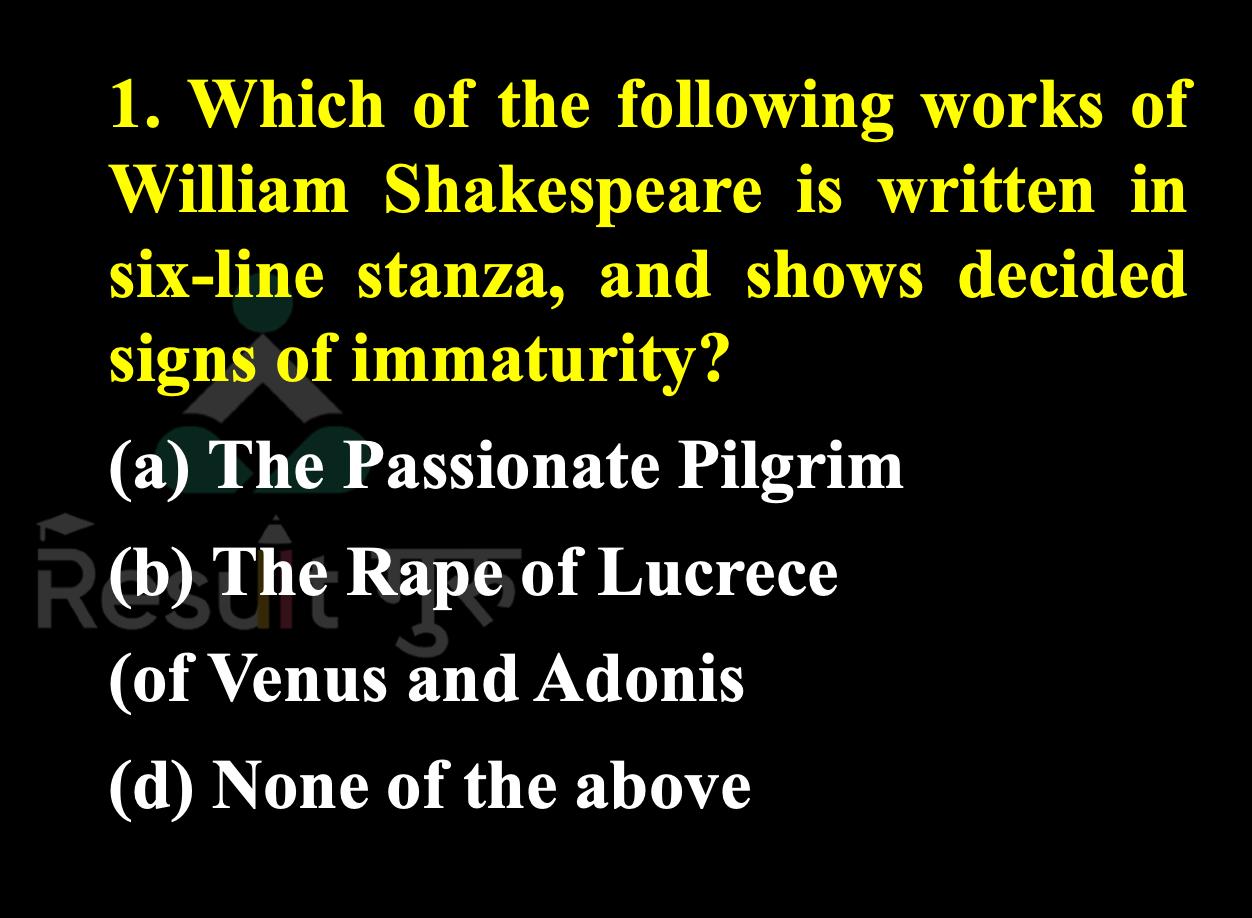 1. Which of the following works of
William Shakespeare is written in
six-line stanza, and shows decided
signs of immaturity?
(a) The Passionate Pilgrim
(b) The Rape of Lucrece
Result गुरु
(of Venus and Adonis
(d) None of the above